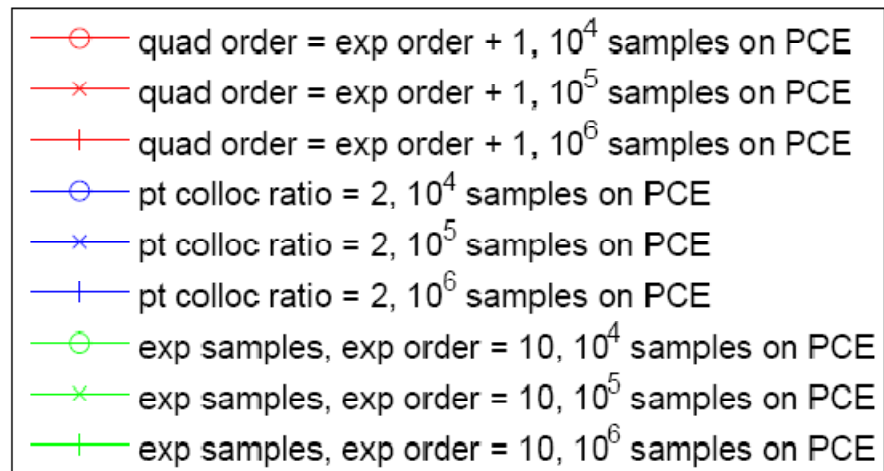 quad order = exp order + 1, 10^4 samples on PCE
quad order = exp order + 1, 10^5 samples on PCE
quad order = exp order + 1, 10^6 samples on PCE
pt colloc ratio = 2, 10^4 samples on PCE
pt colloc ratio = 2, 10^5 samples on PCE
pt colloc ratio = 2, 10^6 samples on PCE
exp samples, exp order = 10, 10^4 samples on PCE
exp samples, exp order = 10, 10^5 samples on PCE
exp samples, exp order = 10, 10^6 samples on PCE